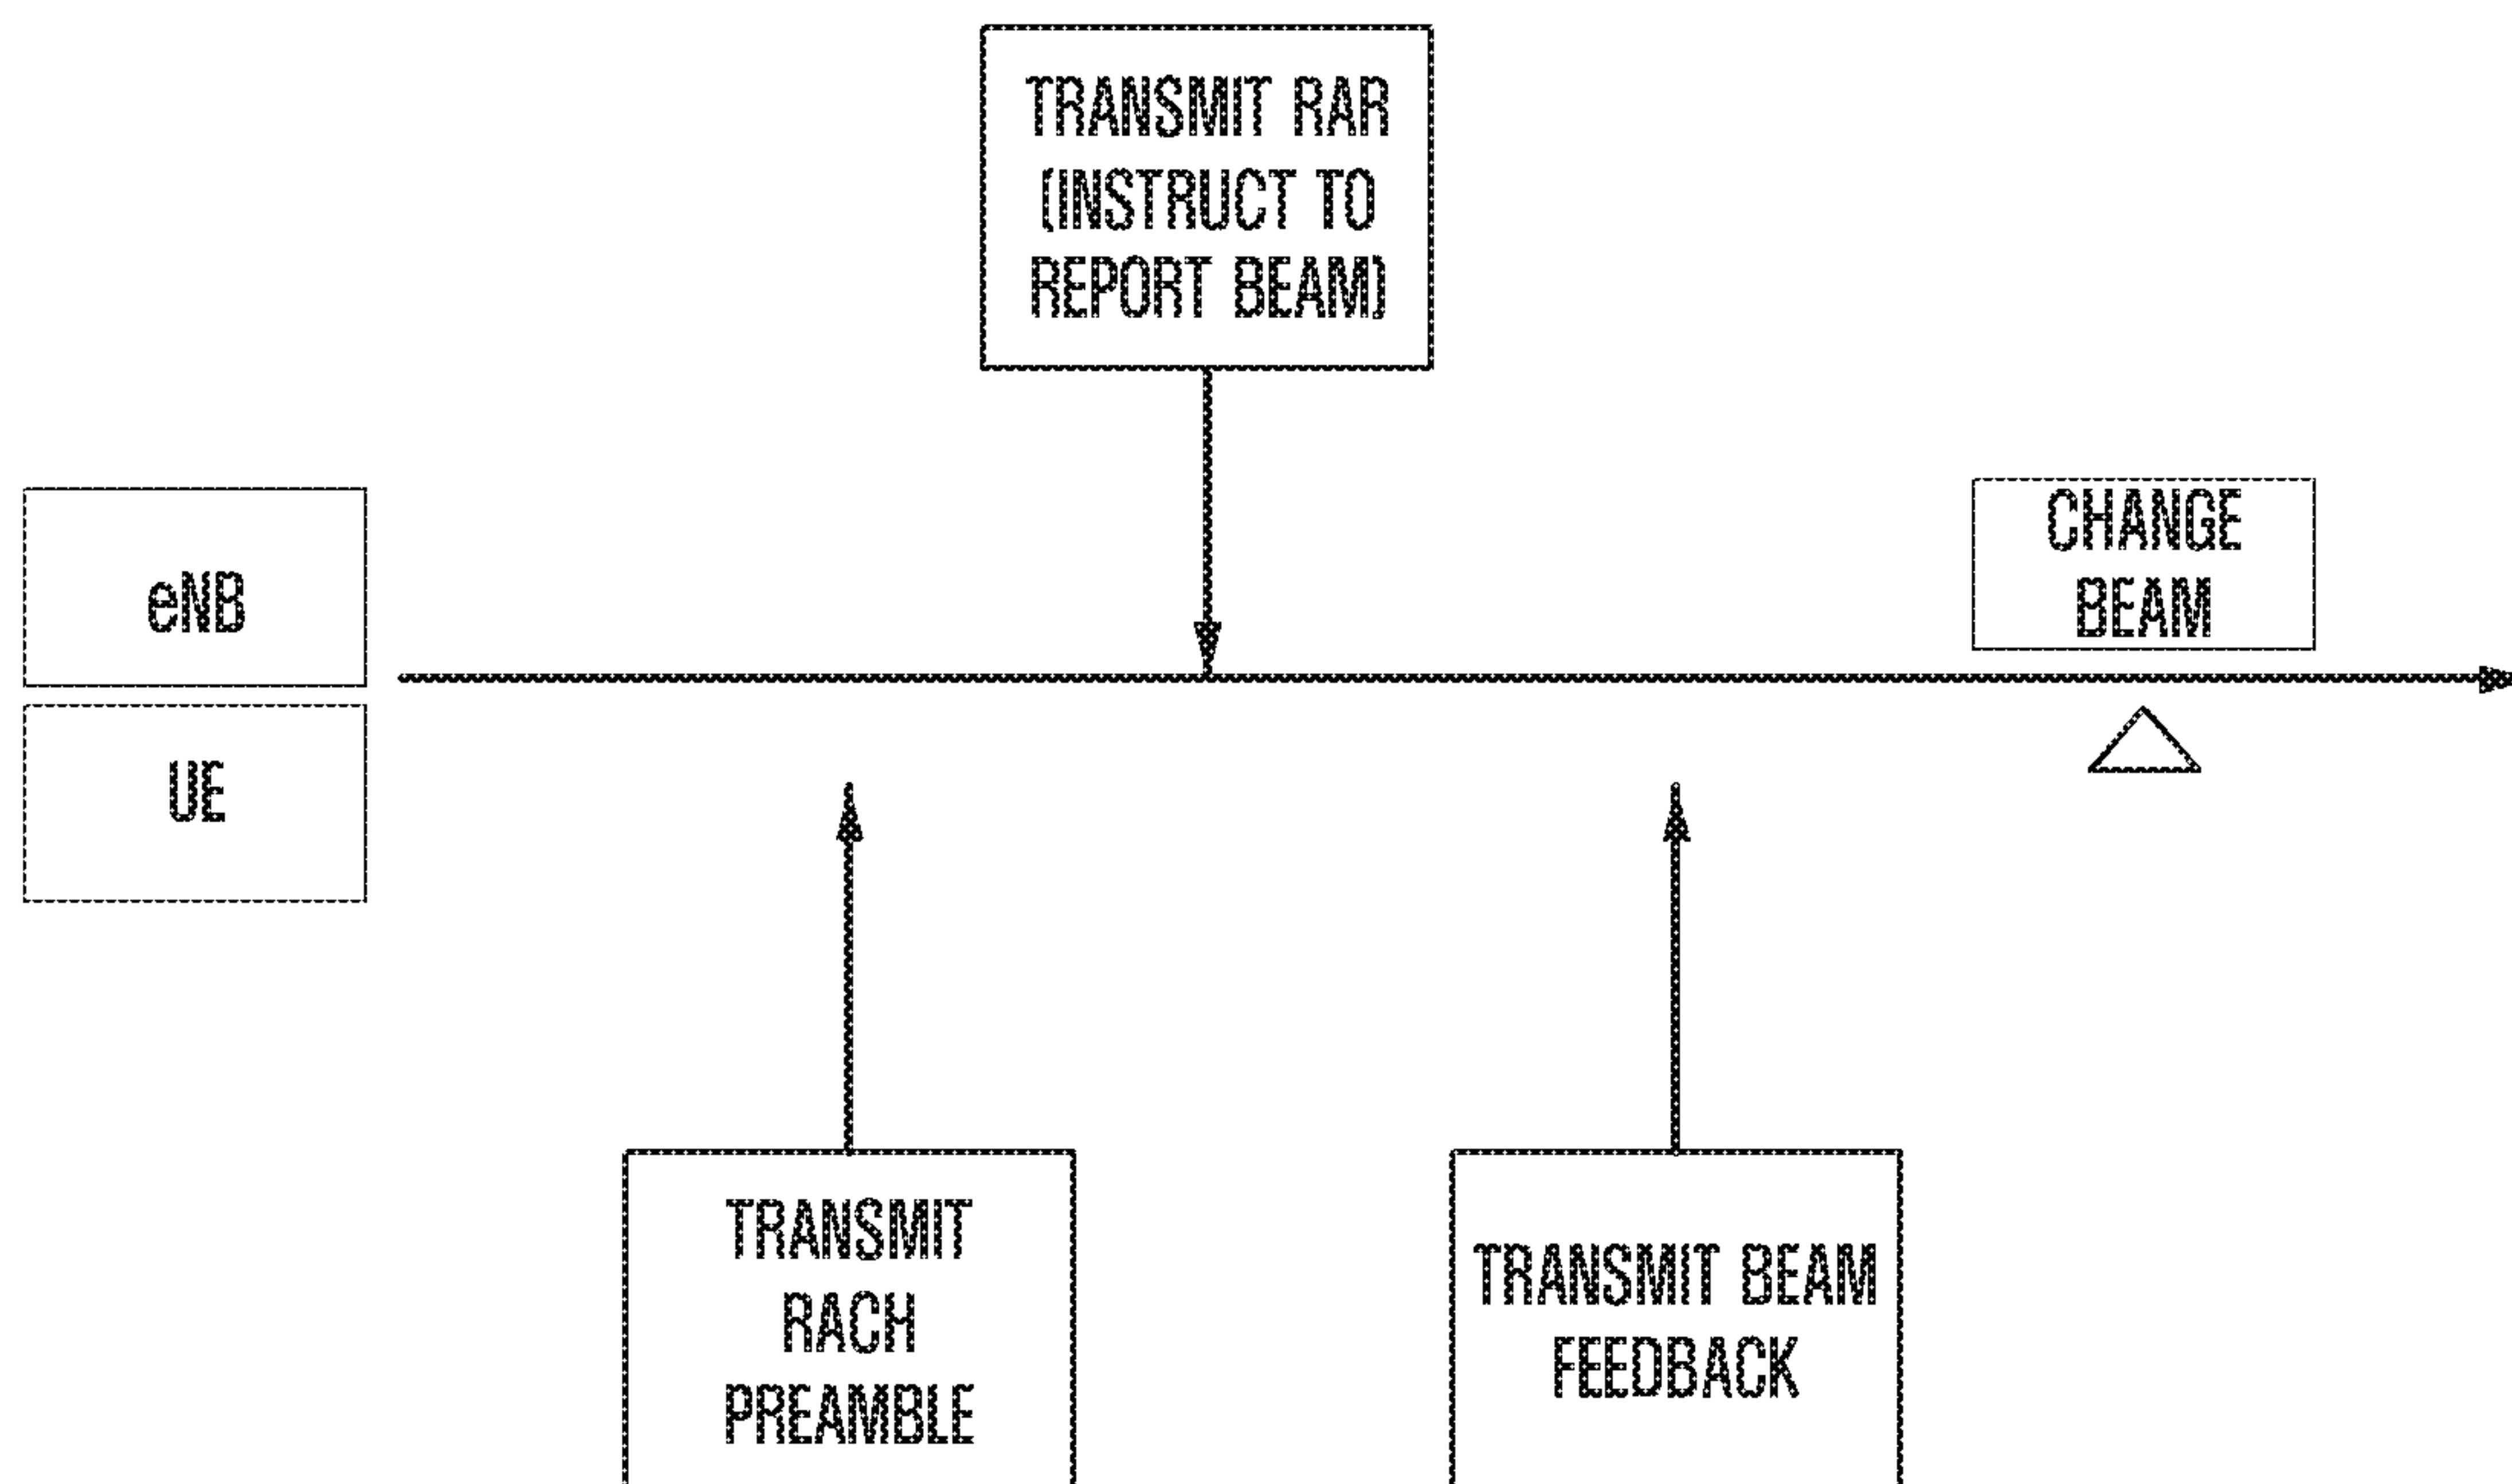 TRANSMIT RAR
(INSTRUCT TO
REPORT BEAM)
eNB
CHANGE
BEAM
UE
TRANSMIT
RACH
PREAMBLE
TRANSMIT BEAM
FEEDBACK